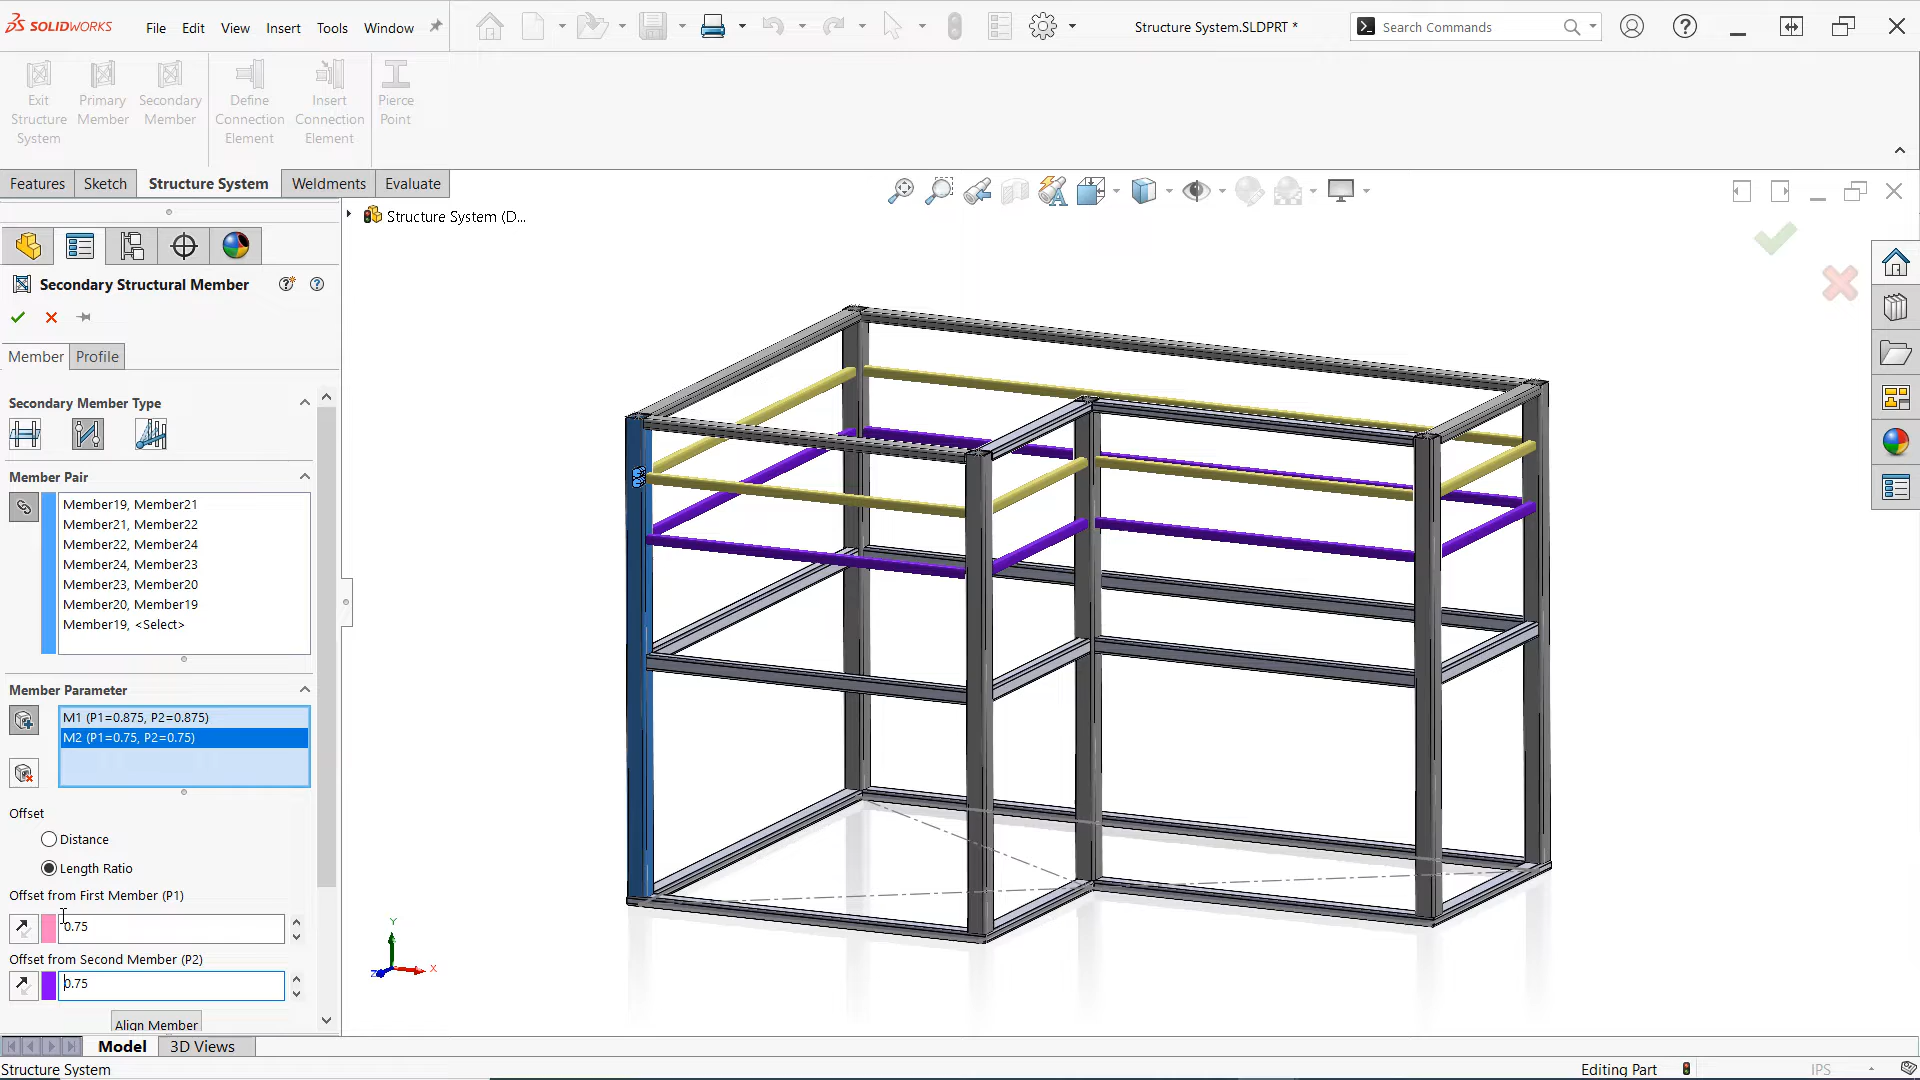 SOLIDWORKS
File Edit View Insert Tools Window
Structure System.SLDPRT *
Search Commands
Exit Structure System
Primary Member
Secondary Member
Define Connection Element
Insert Connection Element
Pierce Point
Features Sketch Structure System Weldments Evaluate
Structure System (D...
Secondary Structural Member
Member Profile
Secondary Member Type
Member Pair
Member19, Member21
Member21, Member22
Member22, Member24
Member24, Member23
Member23, Member20
Member20, Member19
Member19, <Select>
Member Parameter
M1 (P1=0.875, P2=0.875)
M2 (P1=0.75, P2=0.75)
Offset
Distance
Length Ratio
Offset from First Member (P1)
0.75
Offset from Second Member (P2)
0.75
Align Member
Y
Z X
Model 3D Views
Structure System
Editing Part
IPS